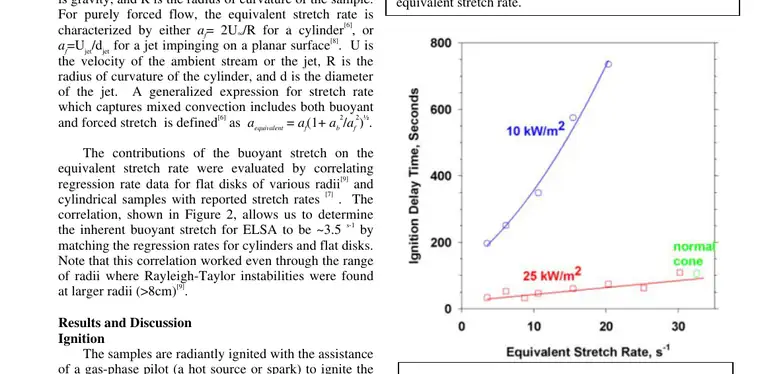 is gravity, and R is the radius of curvature of the sample.
For purely forced flow, the equivalent stretch rate is
characterized by either af= 2U∞/R for a cylinder[6], or
af=Ujet/djet for a jet impinging on a planar surface[8]. U is
the velocity of the ambient stream or the jet, R is the
radius of curvature of the cylinder, and d is the diameter
of the jet. A generalized expression for stretch rate
which captures mixed convection includes both buoyant
and forced stretch is defined[6] as aequivalent = af(1+ ab2/af2)½.
The contributions of the buoyant stretch on the
equivalent stretch rate were evaluated by correlating
regression rate data for flat disks of various radii[9] and
cylindrical samples with reported stretch rates [7] . The
correlation, shown in Figure 2, allows us to determine
the inherent buoyant stretch for ELSA to be ~3.5 s-1 by
matching the regression rates for cylinders and flat disks.
Note that this correlation worked even through the range
of radii where Rayleigh-Taylor instabilities were found
at larger radii (>8cm)[9].
Results and Discussion
Ignition
The samples are radiantly ignited with the assistance
of a gas-phase pilot (a hot source or spark) to ignite the
equivalent stretch rate.
Ignition Delay Time, Seconds
800
600
400
200
0
10 kW/m2
25 kW/m2
normal
cone
0 10 20 30
Equivalent Stretch Rate, s-1